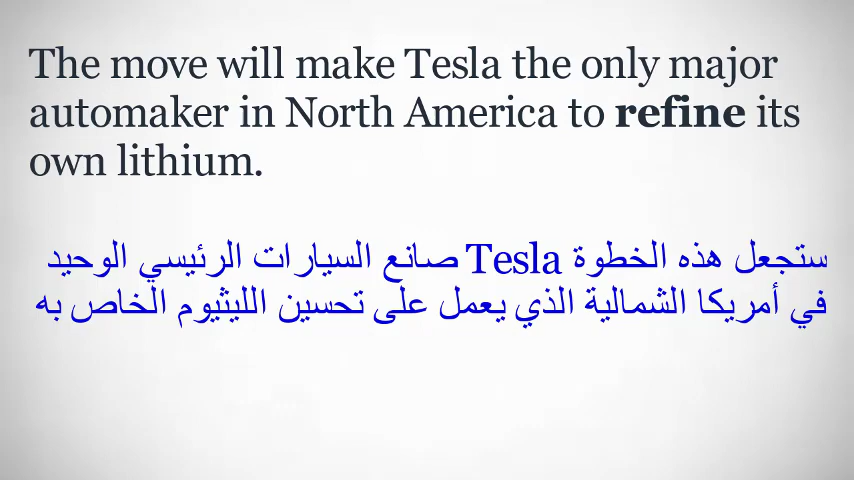 The move will make Tesla the only major
automaker in North America to refine its
own lithium.
ستجعل هذه الخطوة Tesla صانع السيارات الرئيسي الوحيد
في أمريكا الشمالية الذي يعمل على تحسين الليثيوم الخاص به